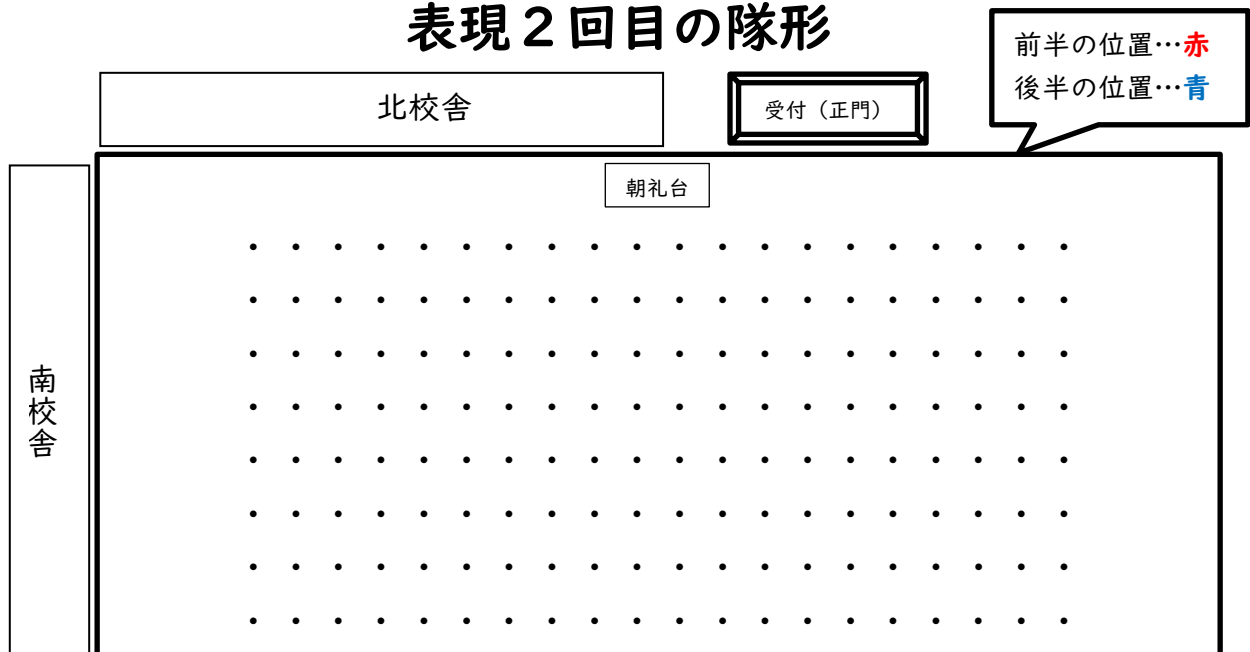 表現２回目の隊形
前半の位置…赤
後半の位置…青
北校舎
受付（正門）
朝礼台
南校舎